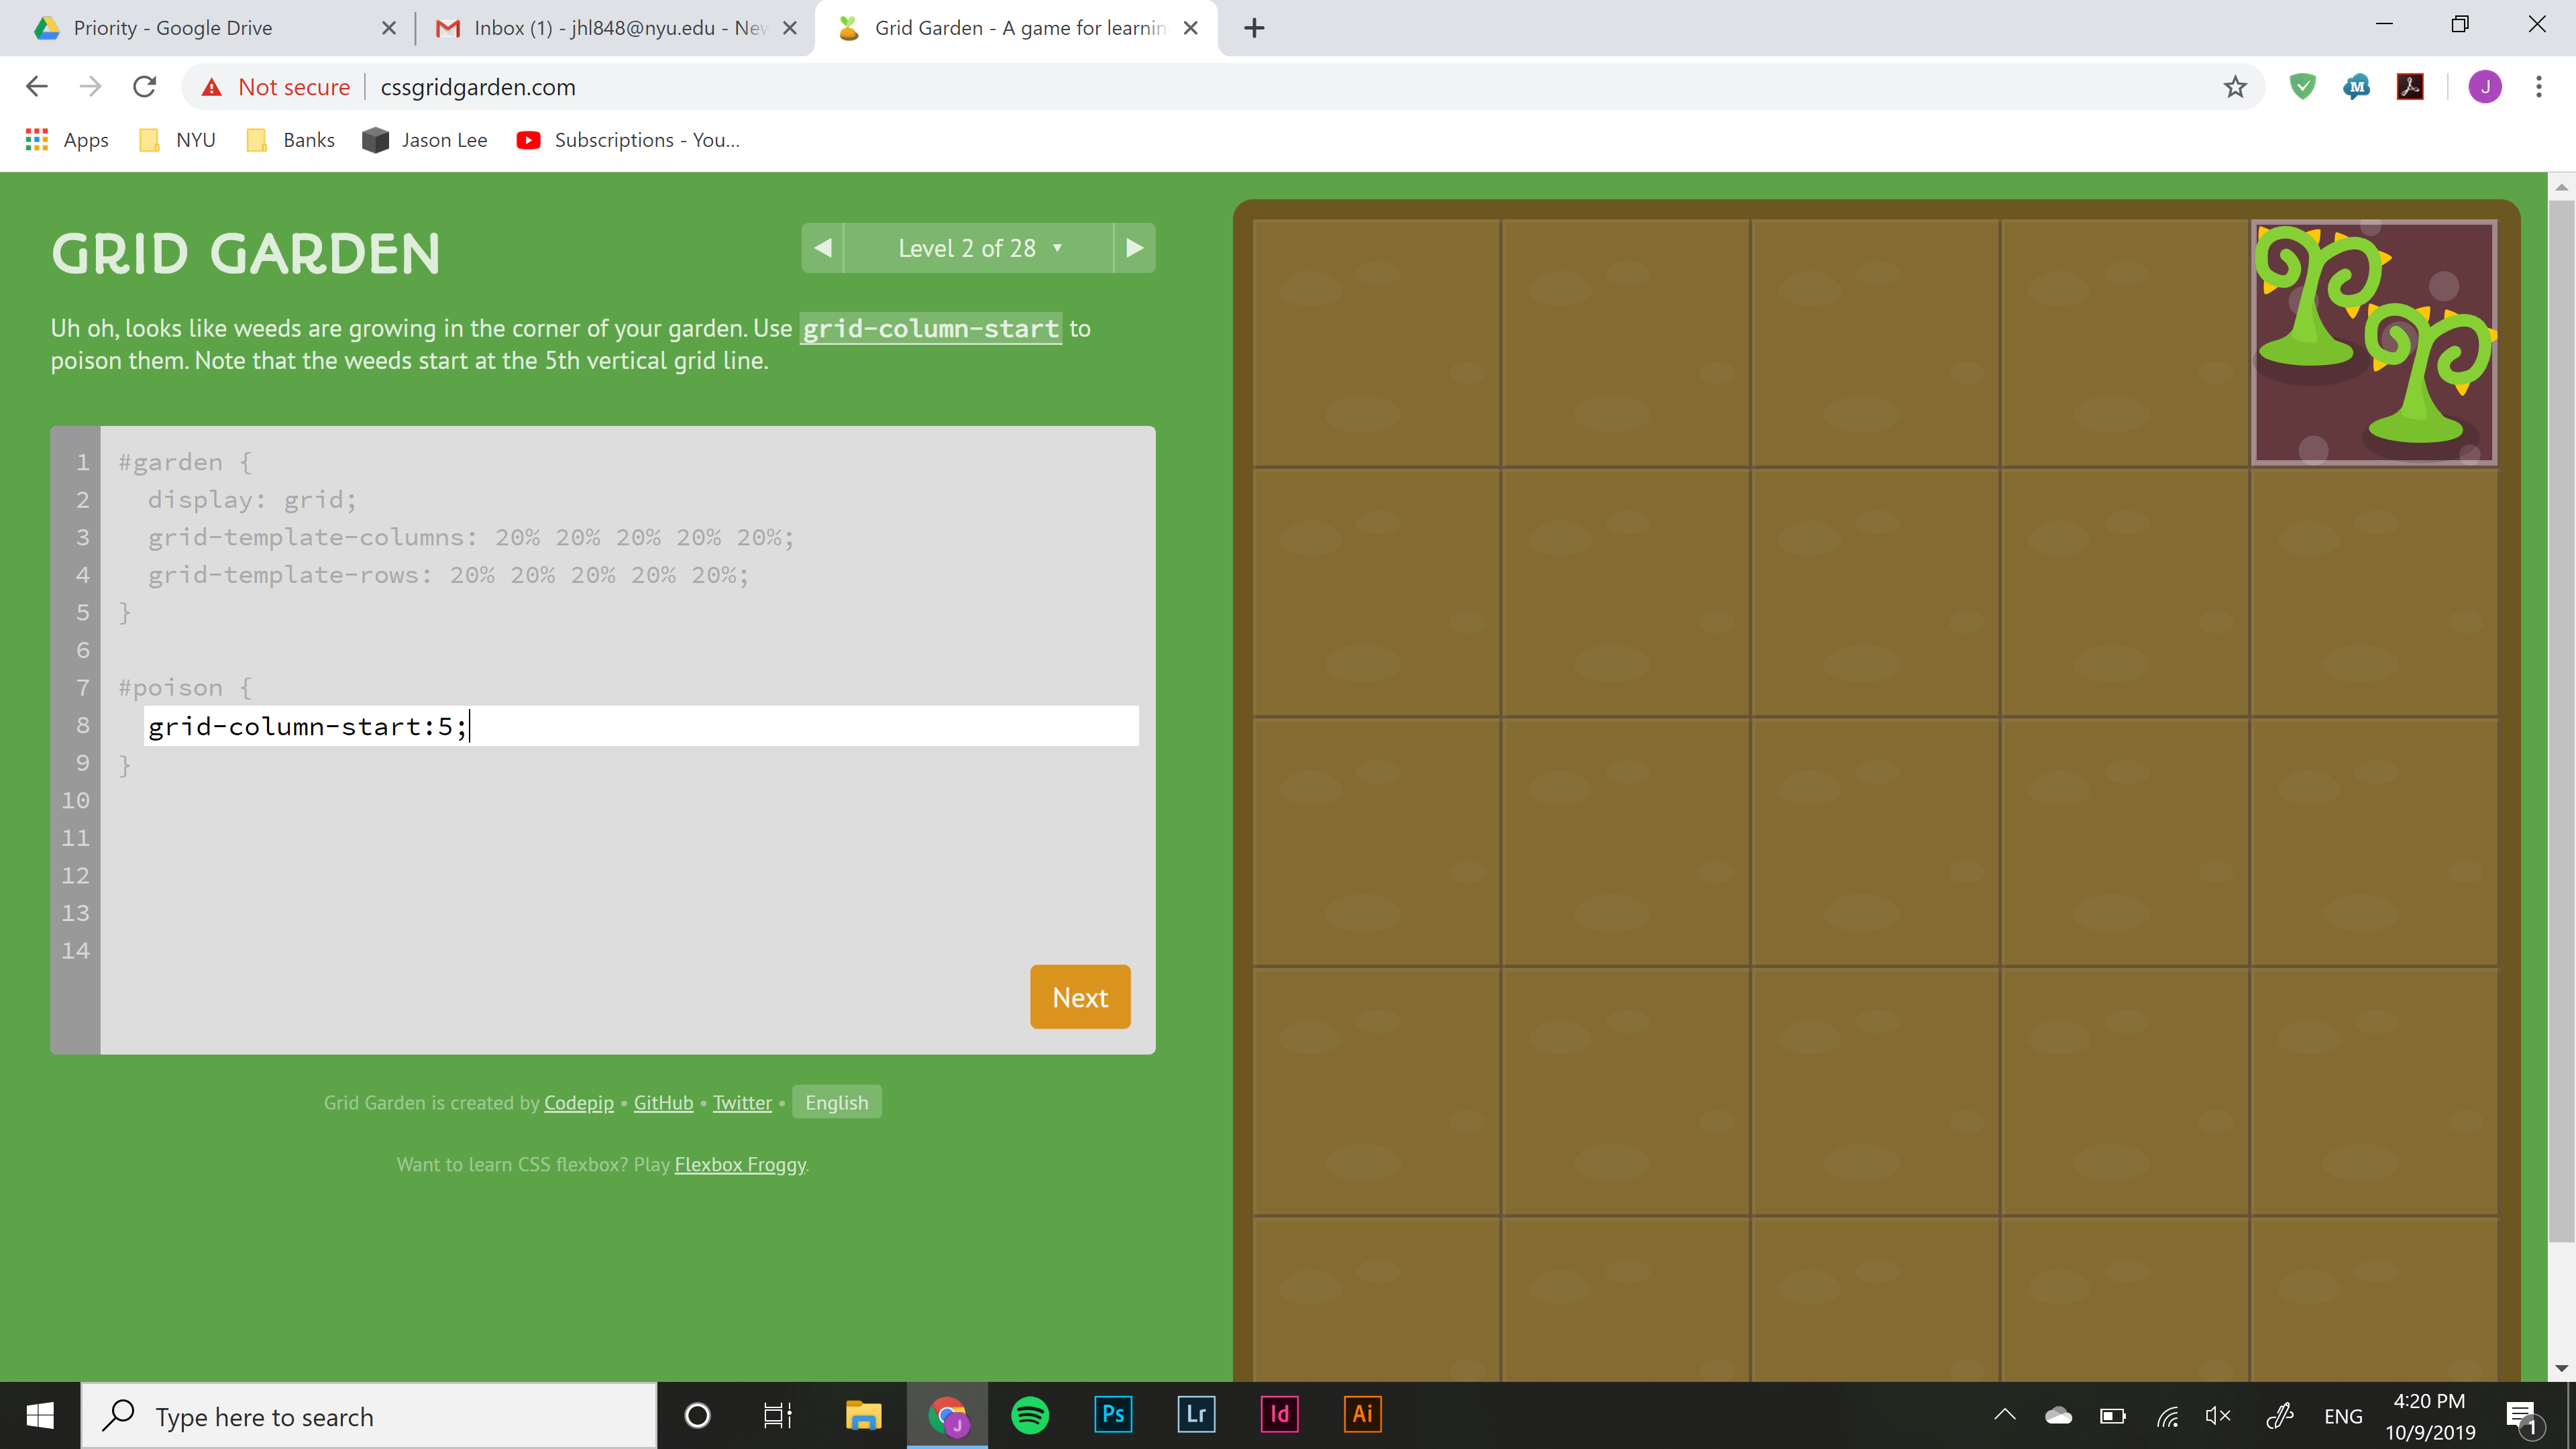 Priority - Google Drive
Inbox (1) - jhl848@nyu.edu - Nev
Grid Garden - A game for learnin
Not secure
cssgridgarden.com
J
Apps
NYU
Banks
Jason Lee
Subscriptions - You...
GRID GARDEN
Level 2 of 28
Uh oh, looks like weeds are growing in the corner of your garden. Use grid-column-start to
poison them. Note that the weeds start at the 5th vertical grid line.
1 #garden {
2 display: grid;
3 grid-template-columns: 20% 20% 20% 20% 20%;
4 grid-template-rows: 20% 20% 20% 20% 20%;
5 }
6
7 #poison {
8 grid-column-start:5;
9 }
10
11
12
13
14
Next
Grid Garden is created by Codepip • GitHub • Twitter • English
Want to learn CSS flexbox? Play Flexbox Froggy.
Type here to search
J
Ps
Lr
Id
Ai
ENG
4:20 PM
10/9/2019
1